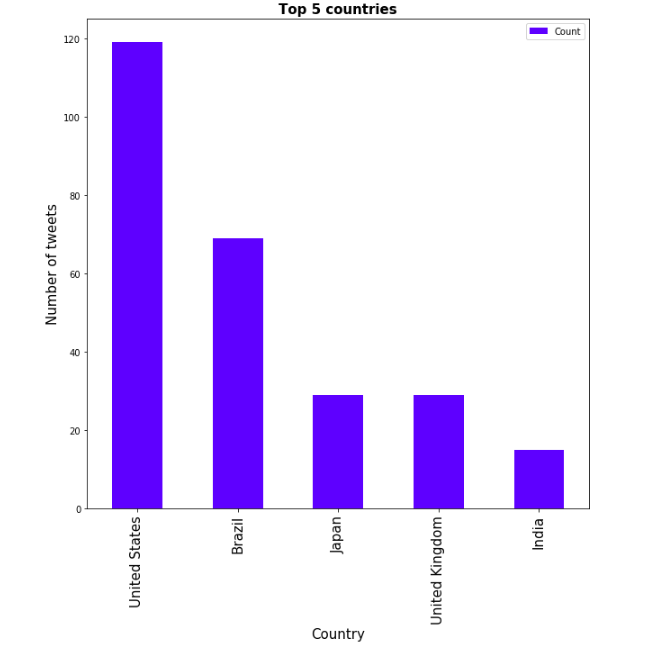 Top 5 countries
Count
Number of tweets
120
100
80
60
40
20
0
United States
Brazil
Japan
United Kingdom
India
Country